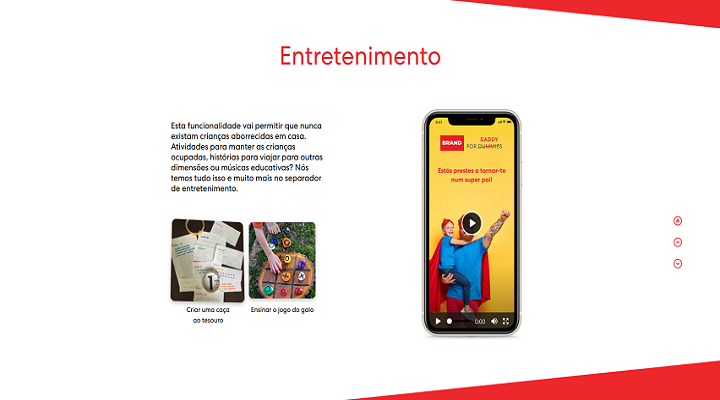 Entretenimento
Esta funcionalidade vai permitir que nunca
existam crianças aborrecidas em casa.
Atividades para manter as crianças
ocupadas, histórias para viajar para outras
dimensões ou músicas educativas? Nós
temos tudo isso e muito mais no separador
de entretenimento.
Criar uma caça
ao tesouro
Ensinar o jogo do galo
9:41
BRAND
DADDY
FOR DUMMIES
Estás prestes a tornar-te
num super pai!
0:00